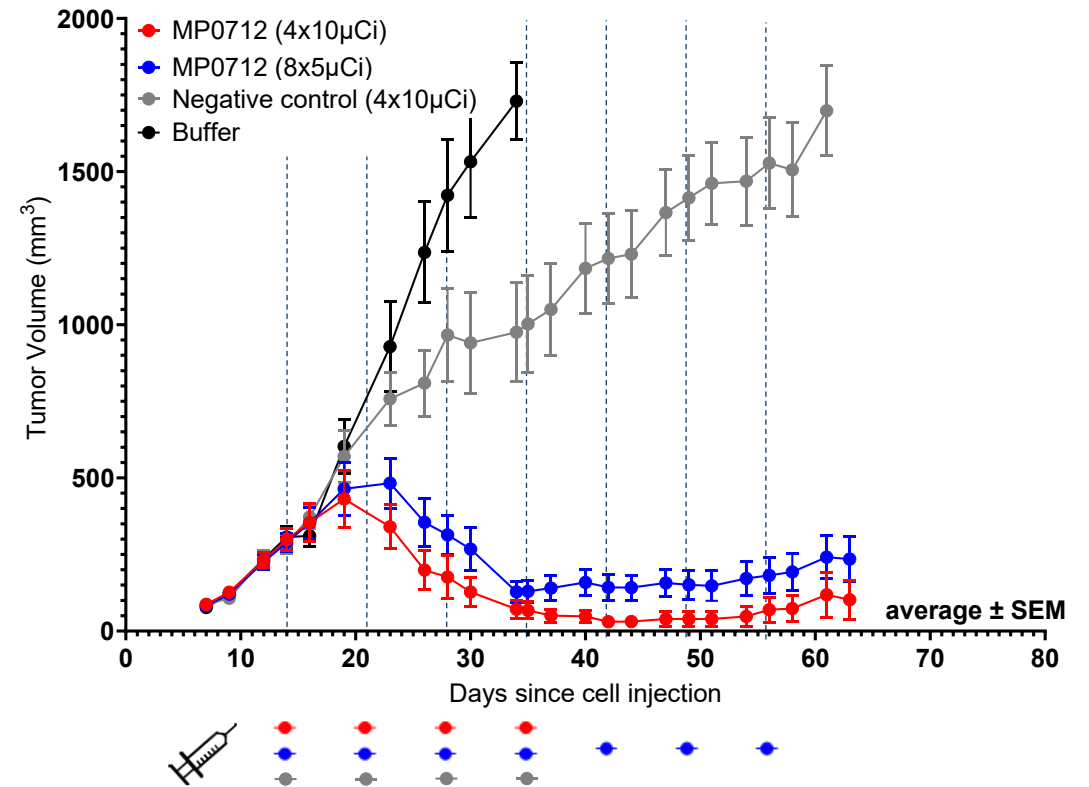 2000
1500
1000
500
0
Tumor Volume (mm³)
MP0712 (4x10µCi)
MP0712 (8x5µCi)
Negative control (4x10µCi)
Buffer
average ± SEM
0 10 20 30 40 50 60 70 80
Days since cell injection